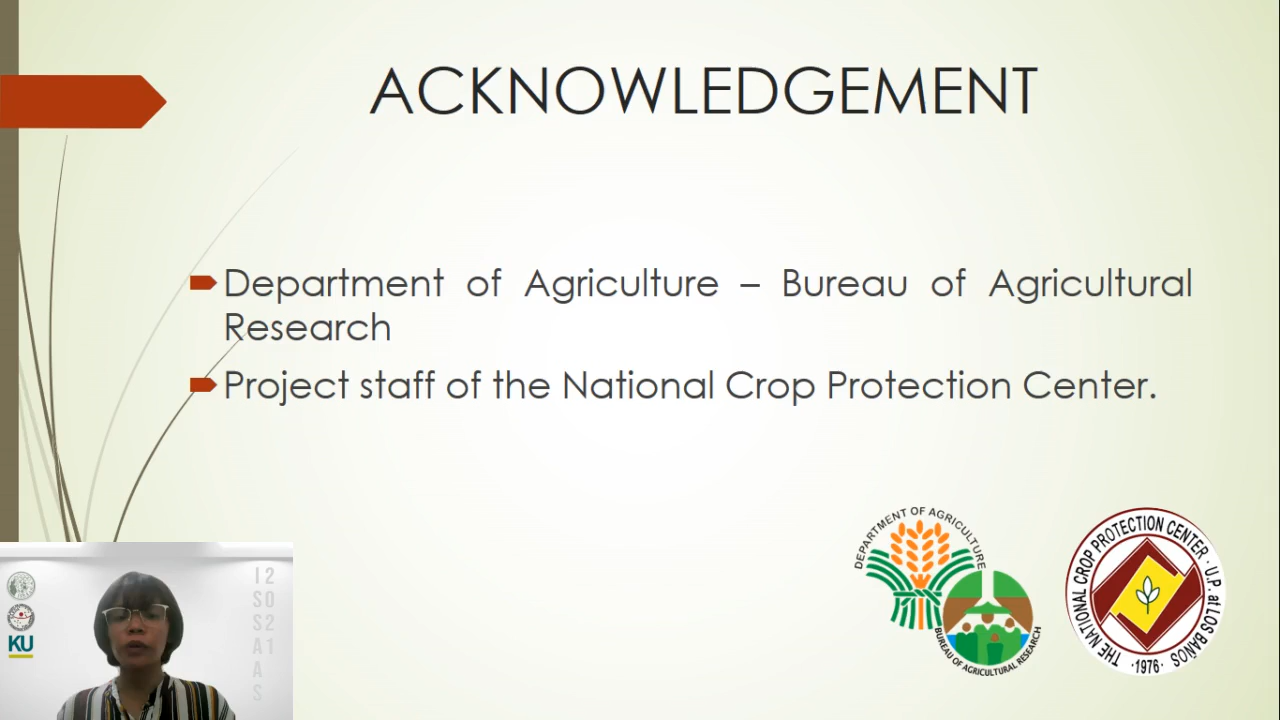 ACKNOWLEDGEMENT
Department of Agriculture – Bureau of Agricultural
Research
Project staff of the National Crop Protection Center.
DEPARTMENT OF AGRICULTURE
BUREAU OF AGRICULTURAL RESEARCH
THE NATIONAL CROP PROTECTION CENTER · U.P. at LOS BAÑOS
·1976·
I2
S0
S2
A1
A
S
KU